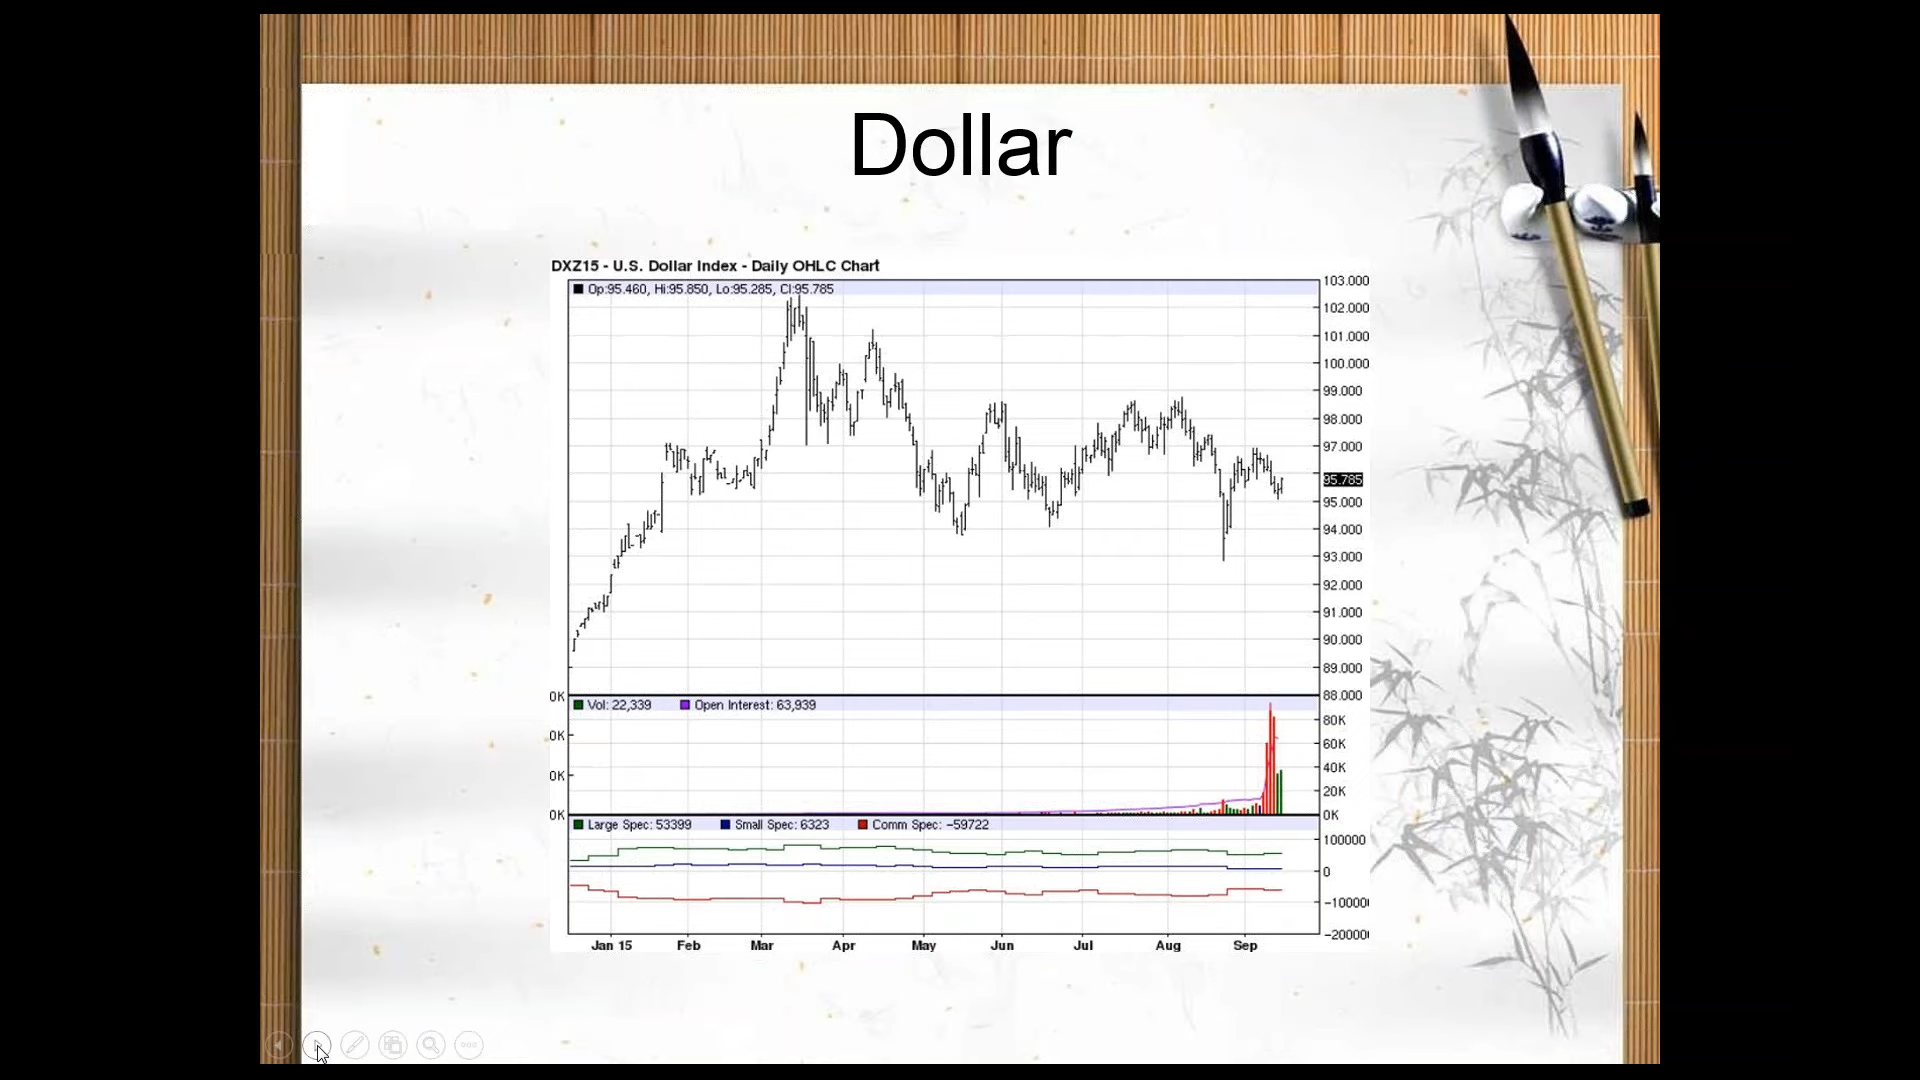 Dollar
DXZ15 - U.S. Dollar Index - Daily OHLC Chart
Op:95.460, Hi:95.850, Lo:95.285, Cl:95.785
103.000
102.000
101.000
100.000
99.000
98.000
97.000
95.785
95.000
94.000
93.000
92.000
91.000
90.000
89.000
88.000
0K
Vol: 22,339 Open Interest: 63,939
80K
0K
60K
0K
40K
20K
0K
0K
Large Spec: 53399 Small Spec: 6323 Comm Spec: -59722
100000
0
-10000
-20000
Jan 15 Feb Mar Apr May Jun Jul Aug Sep